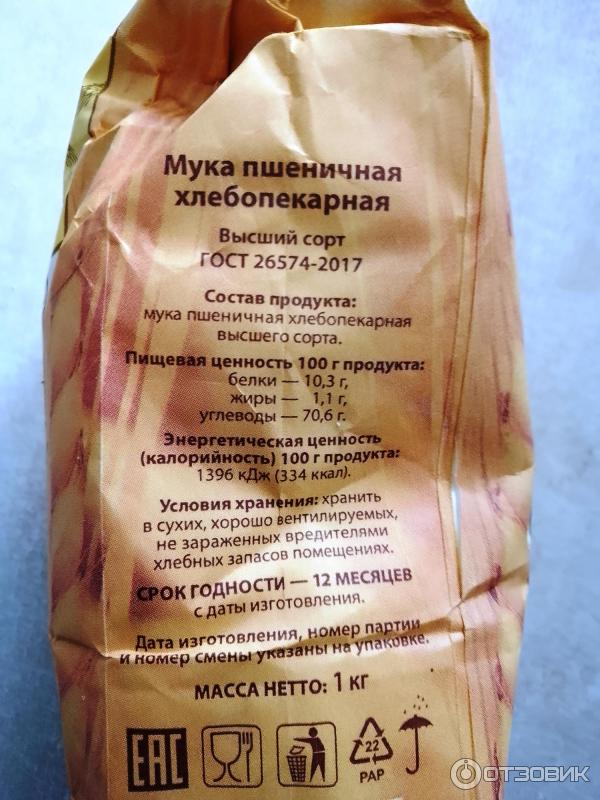 Мука пшеничная
хлебопекарная
Высший сорт
ГОСТ 26574-2017
Состав продукта:
мука пшеничная хлебопекарная
высшего сорта.
Пищевая ценность 100 г продукта:
белки — 10,3 г,
жиры — 1,1 г,
углеводы — 70,6 г.
Энергетическая ценность
(калорийность) 100 г продукта:
1396 кДж (334 ккал).
Условия хранения: хранить
в сухих, хорошо вентилируемых,
не зараженных вредителями
хлебных запасов помещениях.
СРОК ГОДНОСТИ — 12 МЕСЯЦЕВ
с даты изготовления.
Дата изготовления, номер партии
и номер смены указаны на упаковке.
МАССА НЕТТО: 1 КГ
EAC
22
PAP
ОТЗОВИК